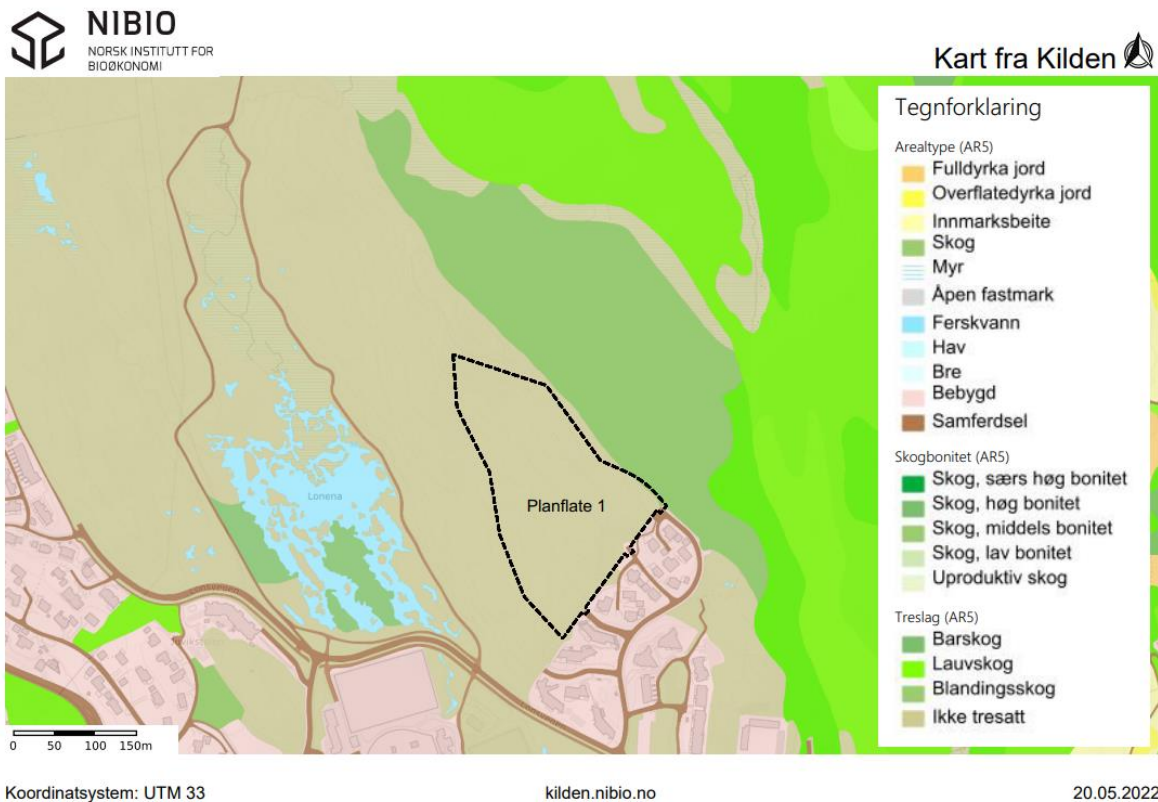 NIBIO
NORSK INSTITUTT FOR
BIOØKONOMI
Kart fra Kilden
Tegnforklaring
Arealtype (AR5)
Fulldyrka jord
Overflatedyrka jord
Innmarksbeite
Skog
Myr
Åpen fastmark
Ferskvann
Hav
Bre
Bebygd
Samferdsel
Skogbonitet (AR5)
Skog, særs høg bonitet
Skog, høg bonitet
Skog, middels bonitet
Skog, lav bonitet
Uproduktiv skog
Treslag (AR5)
Barskog
Lauvskog
Blandingsskog
Ikke tresatt
Lonena
Planflate 1
0 50 100 150m
Koordinatsystem: UTM 33
kilden.nibio.no
20.05.2022